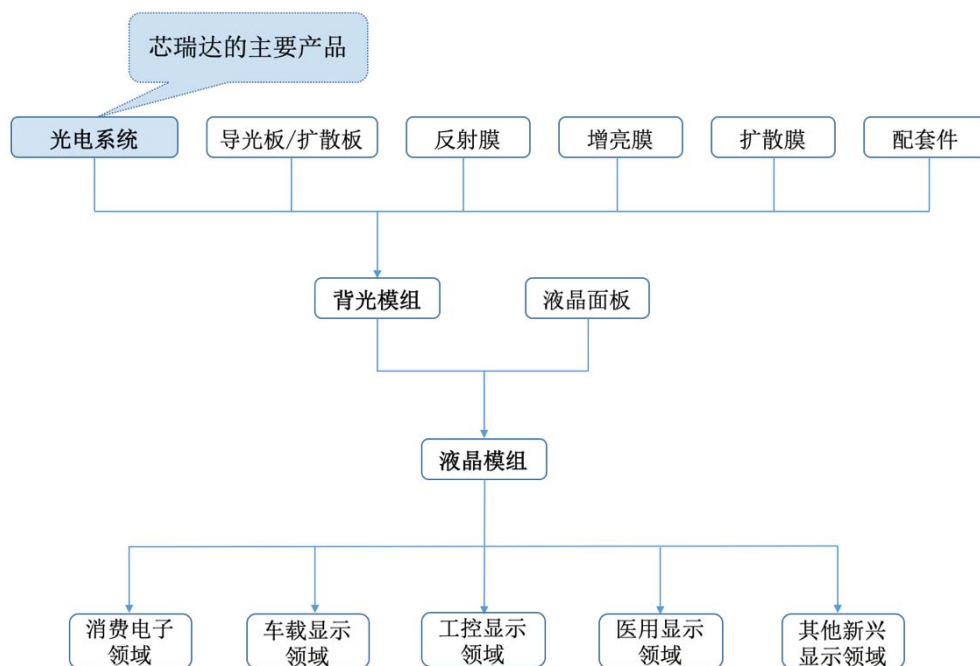 芯瑞达的主要产品
光电系统
导光板/扩散板
反射膜
增亮膜
扩散膜
配套件
背光模组
液晶面板
液晶模组
消费电子
领域
车载显示
领域
工控显示
领域
医用显示
领域
其他新兴
显示领域